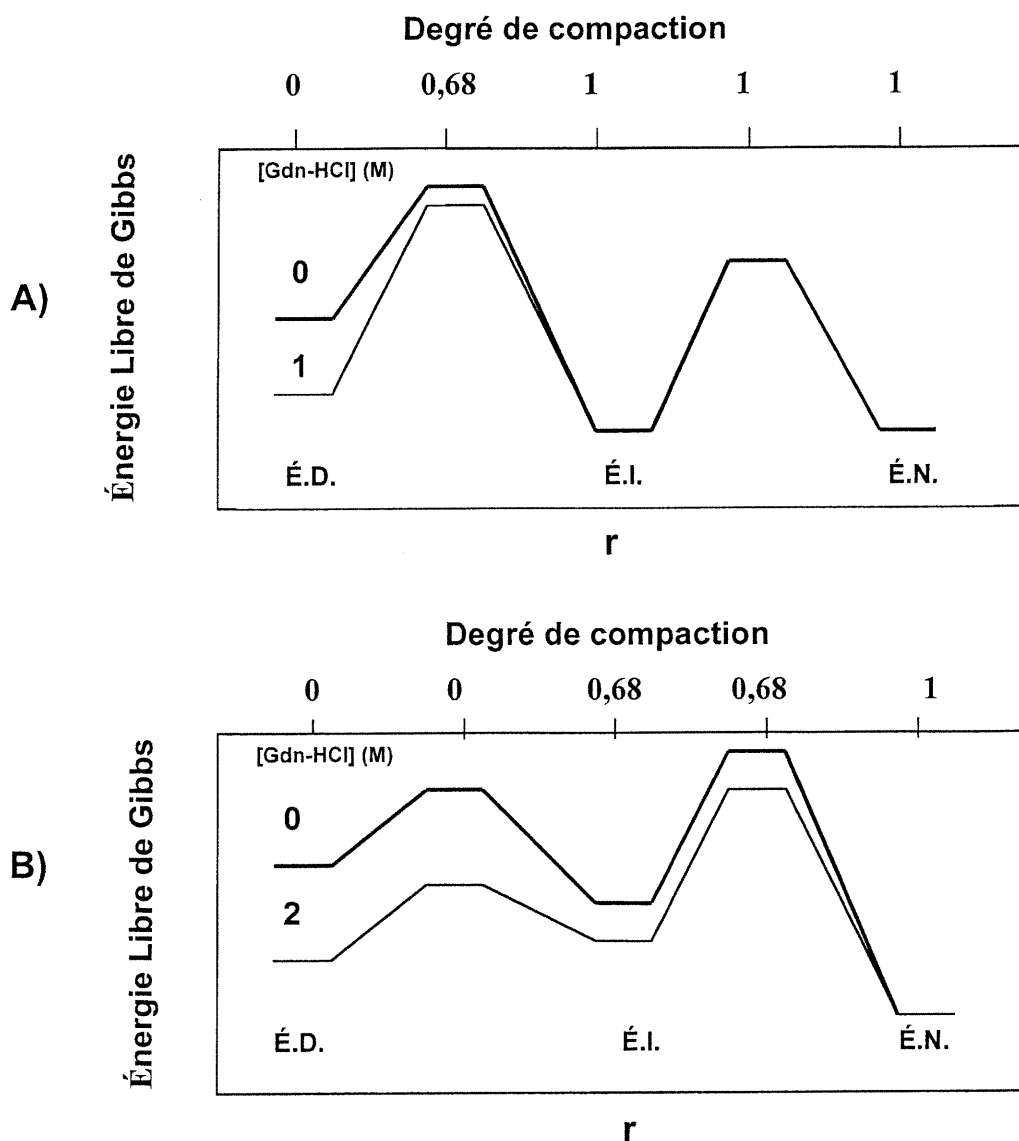 Degré de compaction
0 0,68 1 1 1
[Gdn-HCl] (M)
0
1
A)
Énergie Libre de Gibbs
É.D. É.I. É.N.
r
Degré de compaction
0 0 0,68 0,68 1
[Gdn-HCl] (M)
0
2
B)
Énergie Libre de Gibbs
É.D. É.I. É.N.
r